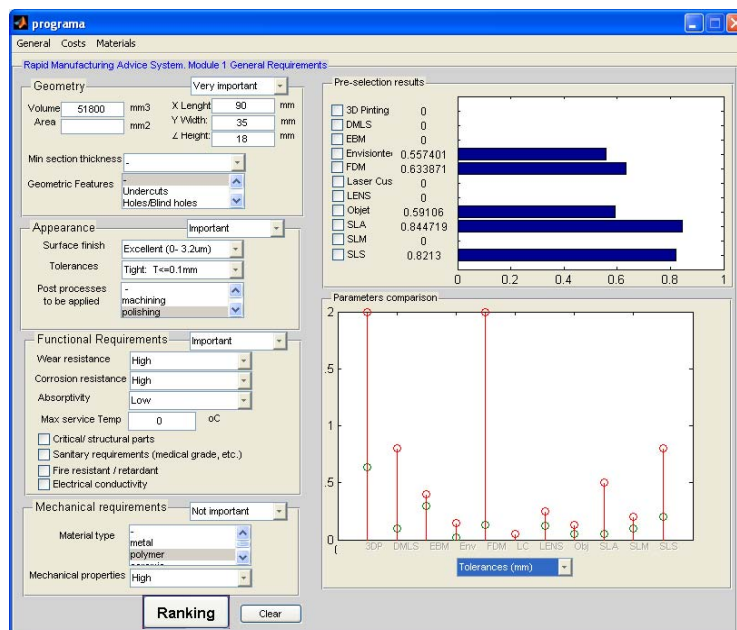 programa
General Costs Materials
Rapid Manufacturing Advice System. Module 1 General Requirements
Geometry
Very important
Volume 51800 mm3
X Lenght 90 mm
Area mm2
Y Width: 35 mm
Z Height: 18 mm
Min section thickness -
Geometric Features
-
Undercuts
Holes/Blind holes
Appearance
Important
Surface finish Excellent (0- 3.2um)
Tolerances Tight: T<=0.1mm
Post processes
to be applied
-
machining
polishing
Functional Requirements
Important
Wear resistance High
Corrosion resistance High
Absorptivity Low
Max service Temp 0 oC
Critical/ structural parts
Sanitary requirements (medical grade, etc.)
Fire resistant / retardant
Electrical conductivity
Mechanical requirements
Not important
Material type
-
metal
polymer
Mechanical properties High
Ranking
Clear
Pre-selection results
3D Pinting 0
DMLS 0
EBM 0
Envisiontec 0.557401
FDM 0.633871
Laser Cus 0
LENS 0
Objet 0.59106
SLA 0.844719
SLM 0
SLS 0.8213
0 0.2 0.4 0.6 0.8 1
Parameters comparison
2
.5
1
.5
0
3DP DMLS EBM Env FDM LC LENS Obj SLA SLM SLS
Tolerances (mm)